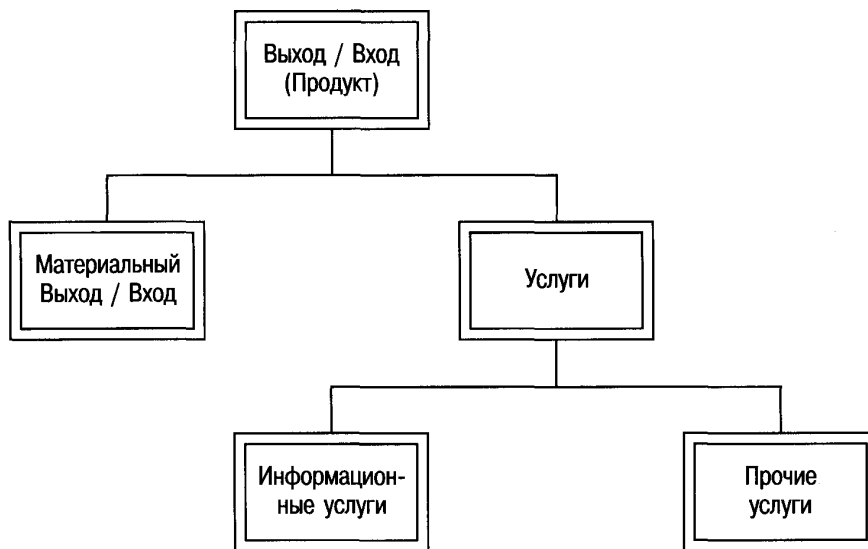 Выход / Вход
(Продукт)
Материальный
Выход / Вход
Услуги
Информацион-
ные услуги
Прочие
услуги